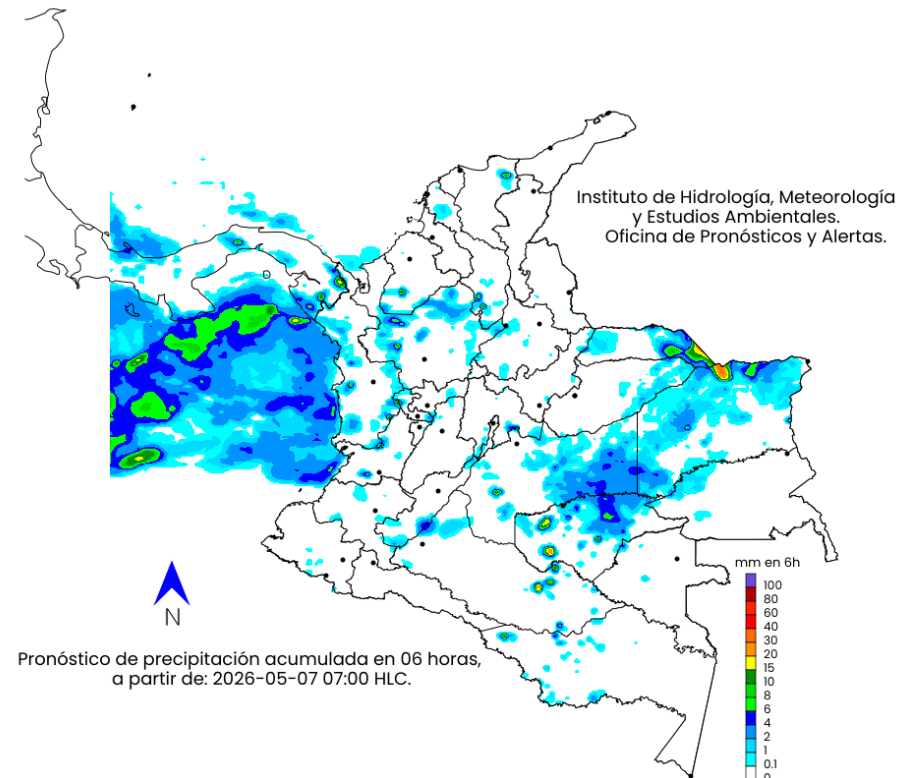 Instituto de Hidrología, Meteorología
y Estudios Ambientales.
Oficina de Pronósticos y Alertas.
mm en 6h
100
80
60
40
30
20
15
10
8
6
4
2
1
0.1
0
N
Pronóstico de precipitación acumulada en 06 horas,
a partir de: 2026-05-07 07:00 HLC.